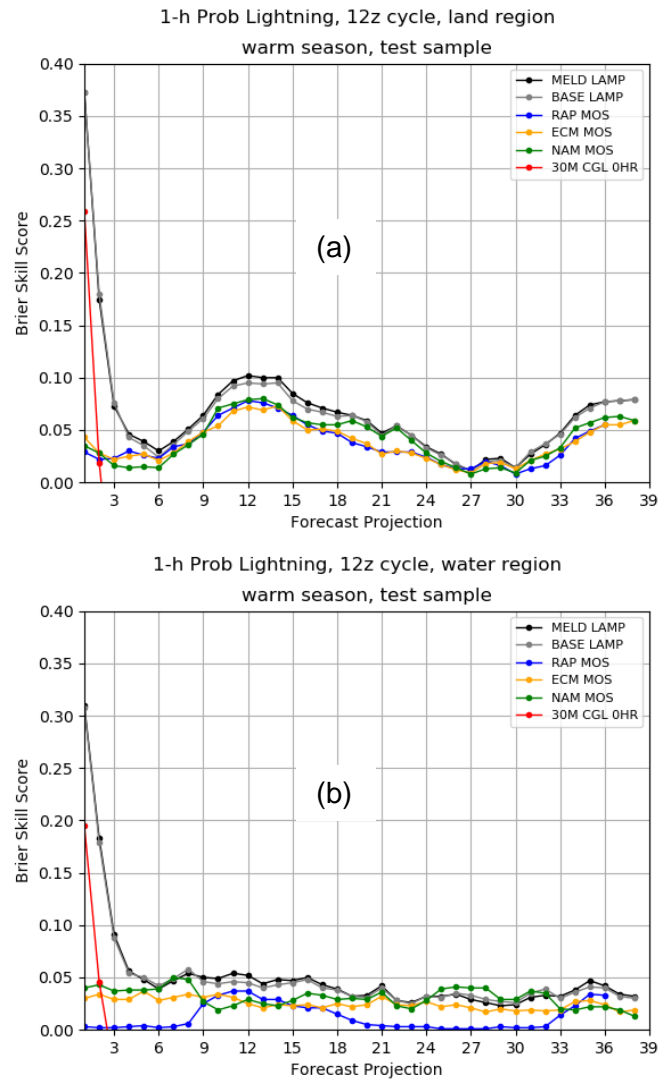 1-h Prob Lightning, 12z cycle, land region
warm season, test sample
0.40
0.35
0.30
0.25
0.20
0.15
0.10
0.05
0.00
Brier Skill Score
MELD LAMP
BASE LAMP
RAP MOS
ECM MOS
NAM MOS
30M CGL 0HR
(a)
3 6 9 12 15 18 21 24 27 30 33 36 39
Forecast Projection
1-h Prob Lightning, 12z cycle, water region
warm season, test sample
0.40
0.35
0.30
0.25
0.20
0.15
0.10
0.05
0.00
Brier Skill Score
MELD LAMP
BASE LAMP
RAP MOS
ECM MOS
NAM MOS
30M CGL 0HR
(b)
3 6 9 12 15 18 21 24 27 30 33 36 39
Forecast Projection